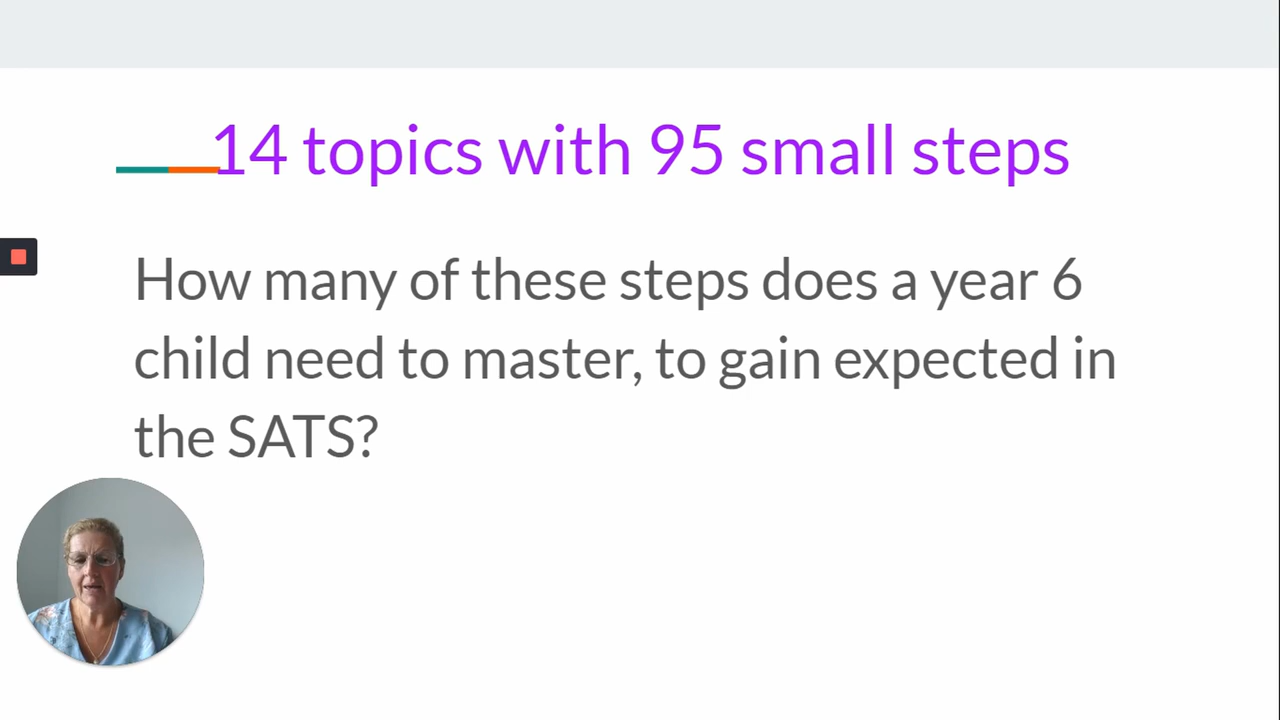 14 topics with 95 small steps
How many of these steps does a year 6
child need to master, to gain expected in
the SATS?